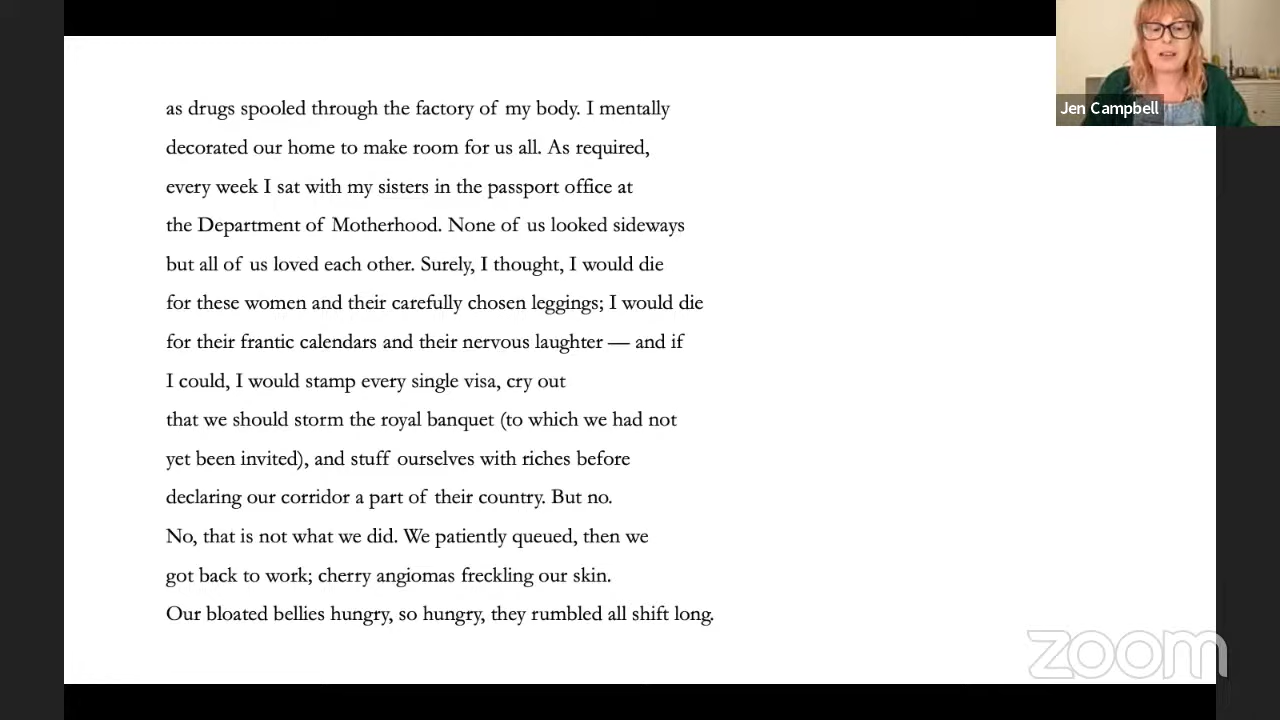 as drugs spooled through the factory of my body. I mentally
decorated our home to make room for us all. As required,
every week I sat with my sisters in the passport office at
the Department of Motherhood. None of us looked sideways
but all of us loved each other. Surely, I thought, I would die
for these women and their carefully chosen leggings; I would die
for their frantic calendars and their nervous laughter — and if
I could, I would stamp every single visa, cry out
that we should storm the royal banquet (to which we had not
yet been invited), and stuff ourselves with riches before
declaring our corridor a part of their country. But no.
No, that is not what we did. We patiently queued, then we
got back to work; cherry angiomas freckling our skin.
Our bloated bellies hungry, so hungry, they rumbled all shift long.
Jen Campbell
zoom